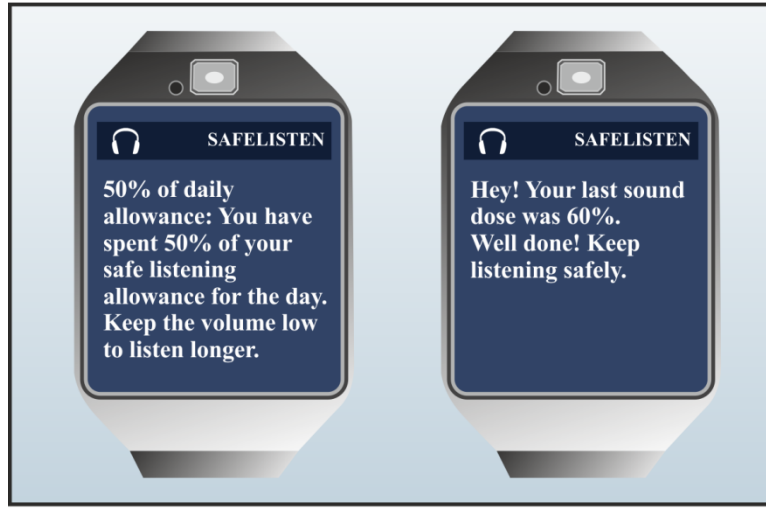 SAFELISTEN
50% of daily
allowance: You have
spent 50% of your
safe listening
allowance for the day.
Keep the volume low
to listen longer.
SAFELISTEN
Hey! Your last sound
dose was 60%.
Well done! Keep
listening safely.